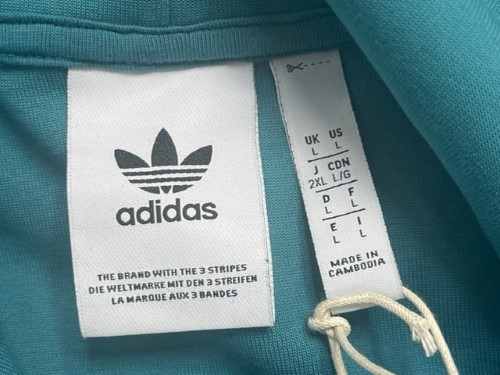 adidas
THE BRAND WITH THE 3 STRIPES
DIE WELTMARKE MIT DEN 3 STREIFEN
LA MARQUE AUX 3 BANDES
UK US
L L
J CDN
2XL L/G
D F
L L
E I
L L
MADE IN
CAMBODIA